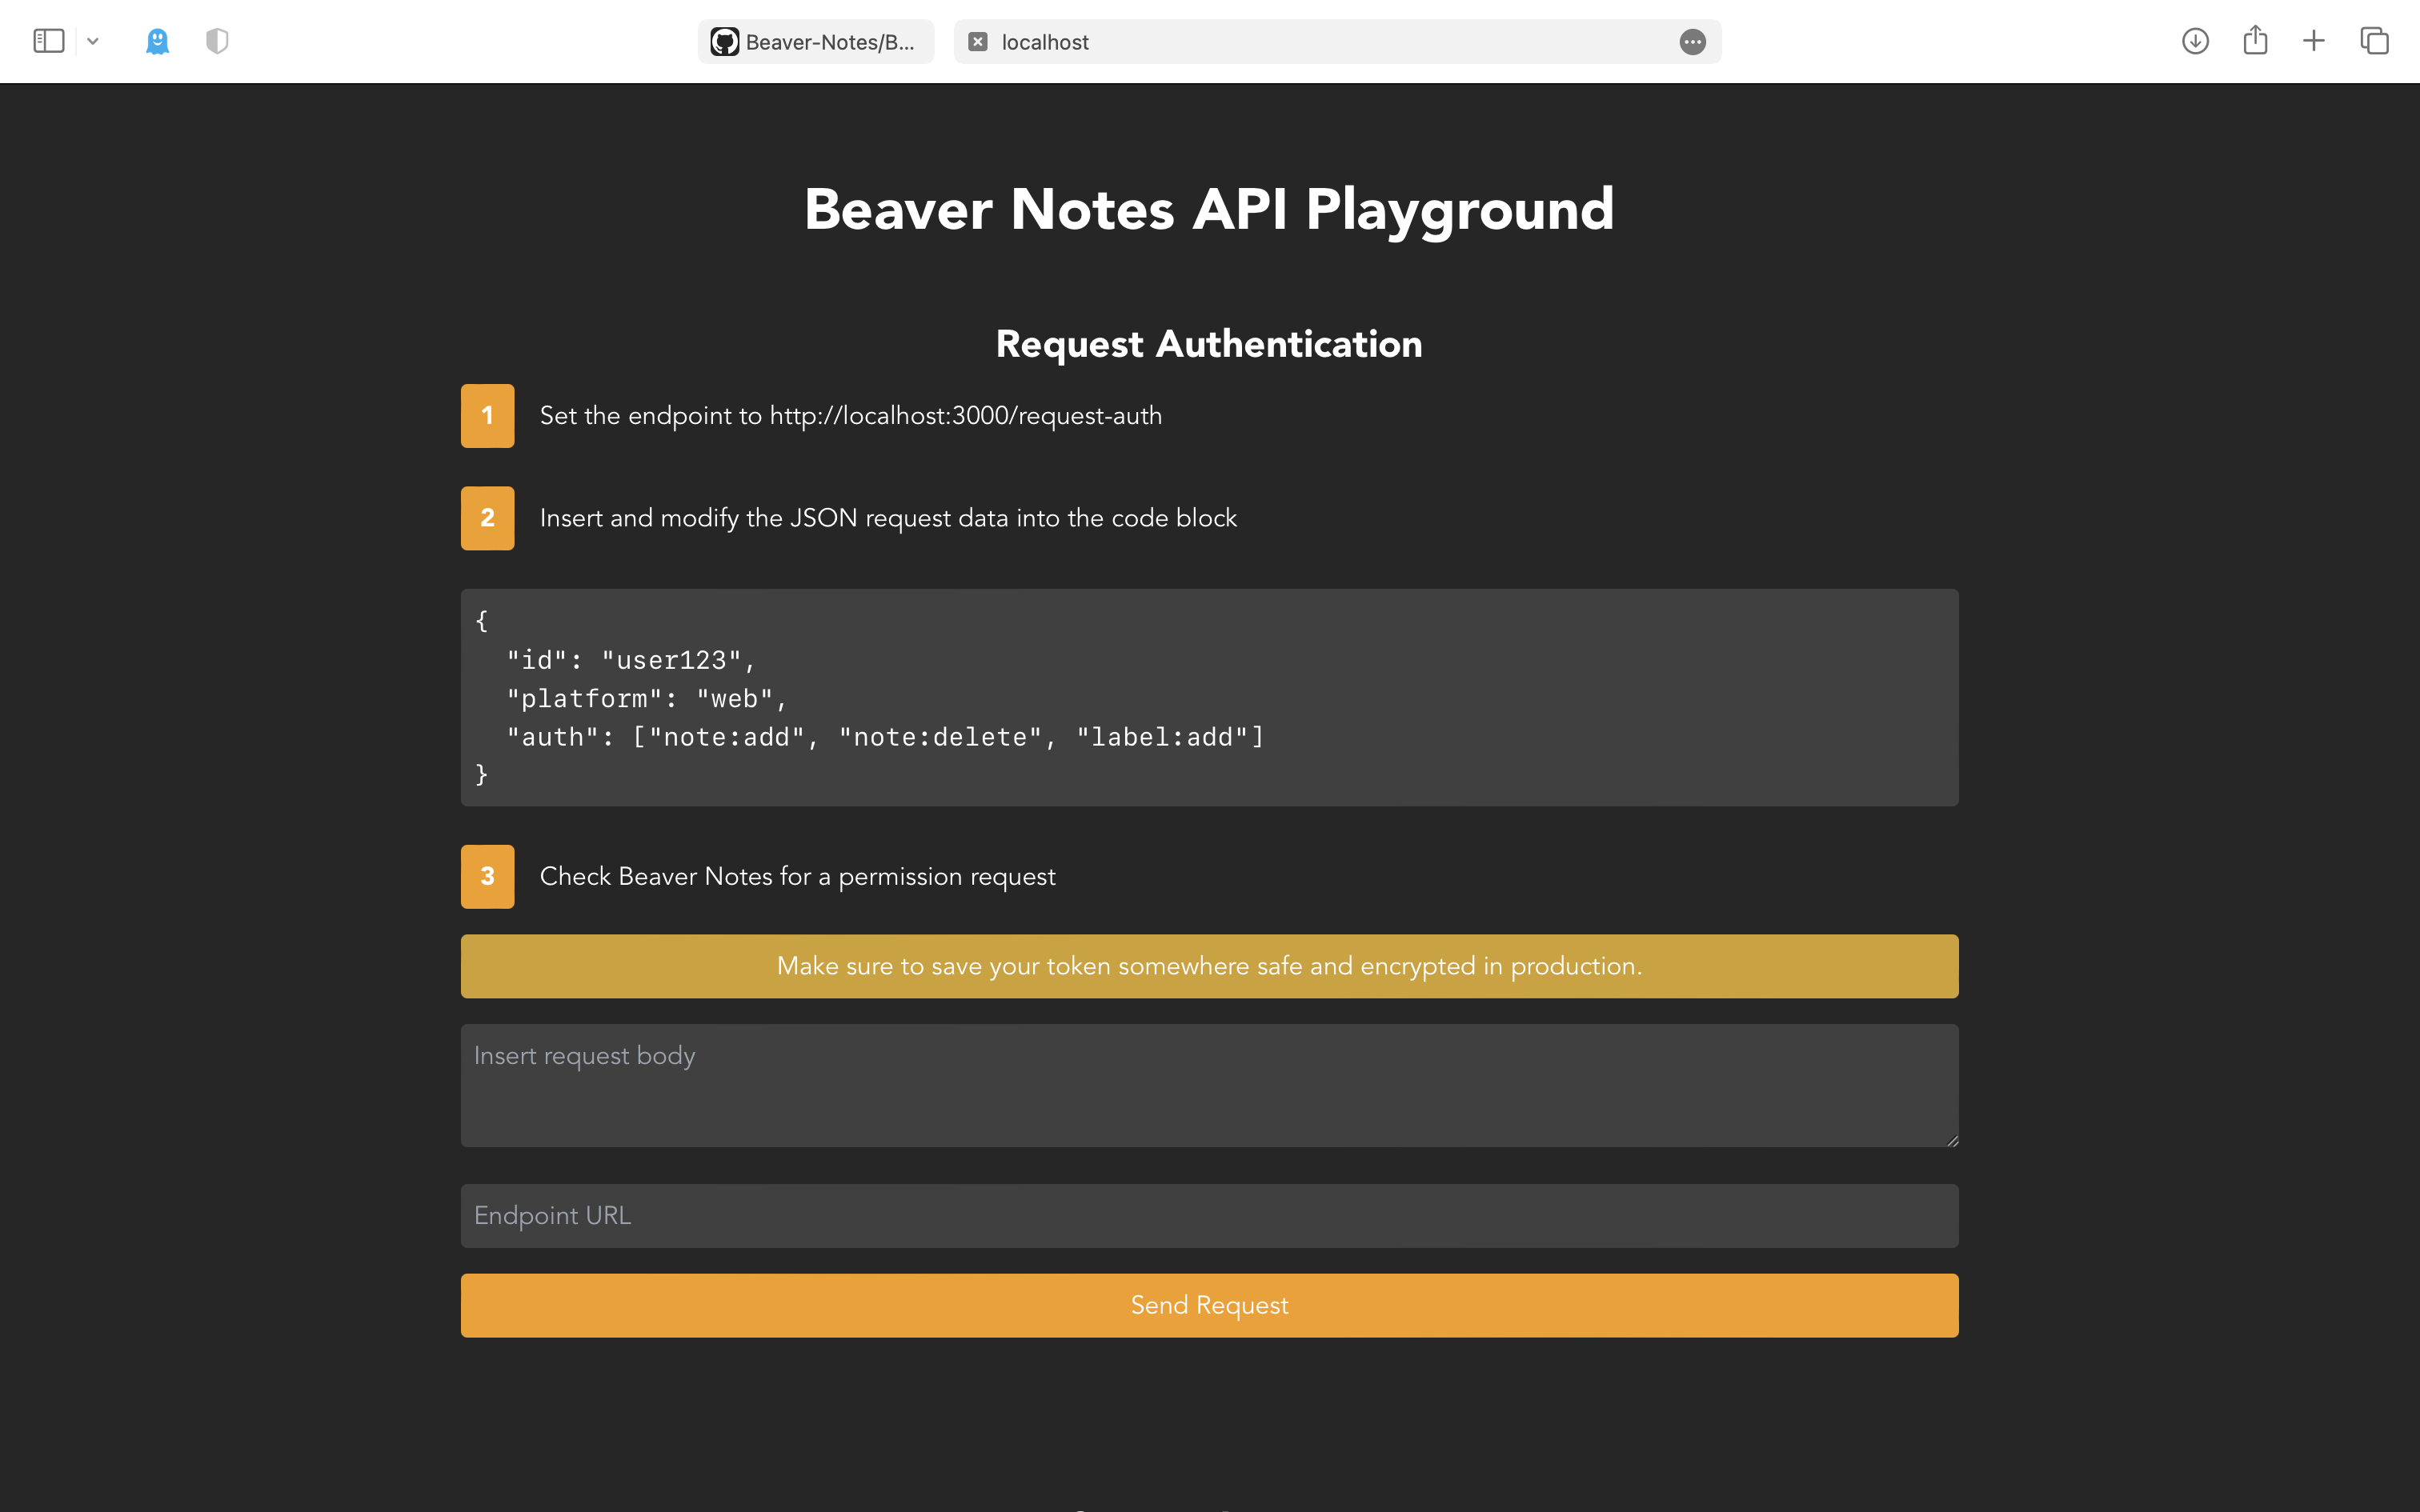 Beaver-Notes/B...
localhost
Beaver Notes API Playground
Request Authentication
1 Set the endpoint to http://localhost:3000/request-auth
2 Insert and modify the JSON request data into the code block
{
  "id": "user123",
  "platform": "web",
  "auth": ["note:add", "note:delete", "label:add"]
}
3 Check Beaver Notes for a permission request
Make sure to save your token somewhere safe and encrypted in production.
Insert request body
Endpoint URL
Send Request